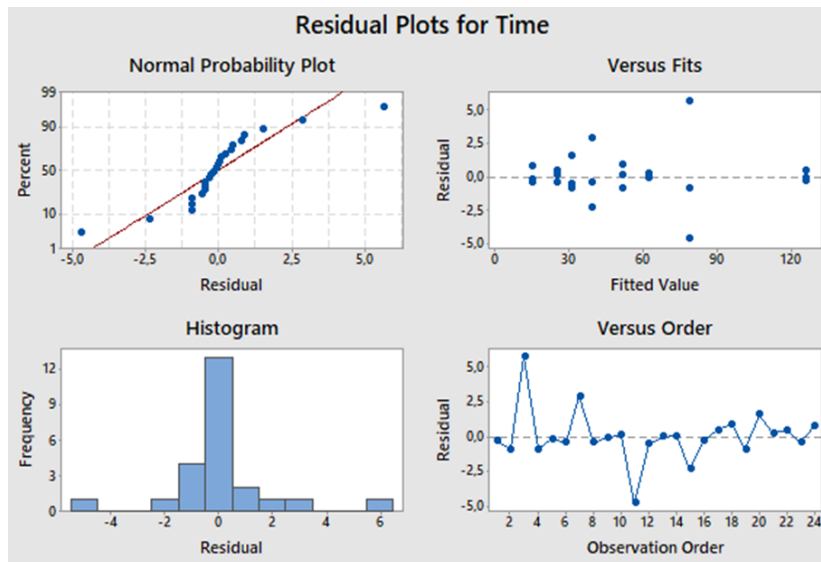 Residual Plots for Time
Normal Probability Plot
99
90
50
10
1
Percent
-5,0 -2,5 0,0 2,5 5,0
Residual
Versus Fits
5,0
2,5
0,0
-2,5
-5,0
Residual
0 30 60 90 120
Fitted Value
Histogram
12
9
6
3
0
Frequency
-4 -2 0 2 4 6
Residual
Versus Order
5,0
2,5
0,0
-2,5
-5,0
Residual
2 4 6 8 10 12 14 16 18 20 22 24
Observation Order